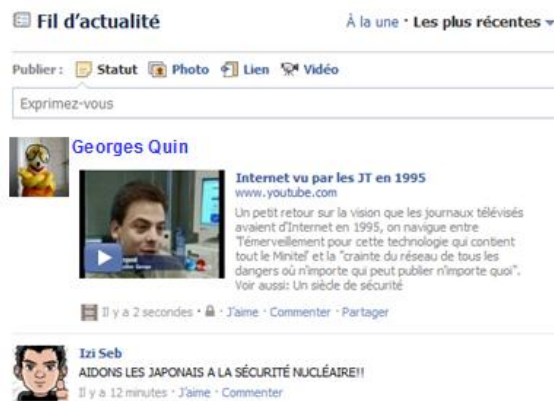 Fil d'actualité
À la une · Les plus récentes
Publier : Statut Photo Lien Vidéo
Exprimez-vous
Georges Quin
Internet vu par les JT en 1995
www.youtube.com
Un petit retour sur la vision que les journaux télévisés
avaient d'Internet en 1995, on navigue entre
"l'émerveillement pour cette technologie qui contient
tout le Minitel" et la "crainte du réseau de tous les
dangers où n'importe qui peut publier n'importe quoi".
Voir aussi: Un siècle de sécurité
Il y a 2 secondes · J'aime · Commenter · Partager
Izi Seb
AIDONS LES JAPONAIS A LA SÉCURITÉ NUCLÉAIRE!!
Il y a 12 minutes · J'aime · Commenter